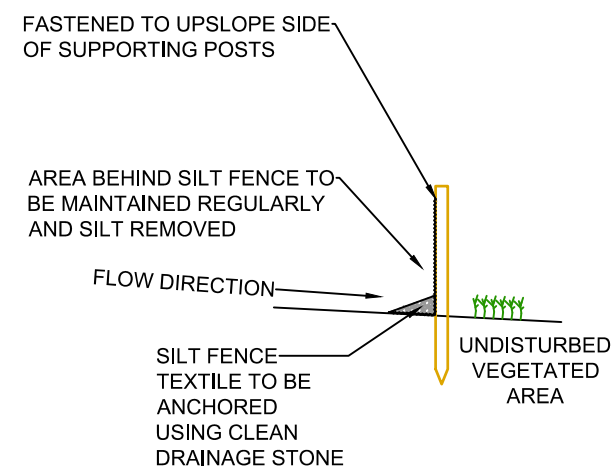 FASTENED TO UPSLOPE SIDE
OF SUPPORTING POSTS
AREA BEHIND SILT FENCE TO
BE MAINTAINED REGULARLY
AND SILT REMOVED
FLOW DIRECTION
SILT FENCE
TEXTILE TO BE
ANCHORED
USING CLEAN
DRAINAGE STONE
UNDISTURBED
VEGETATED
AREA